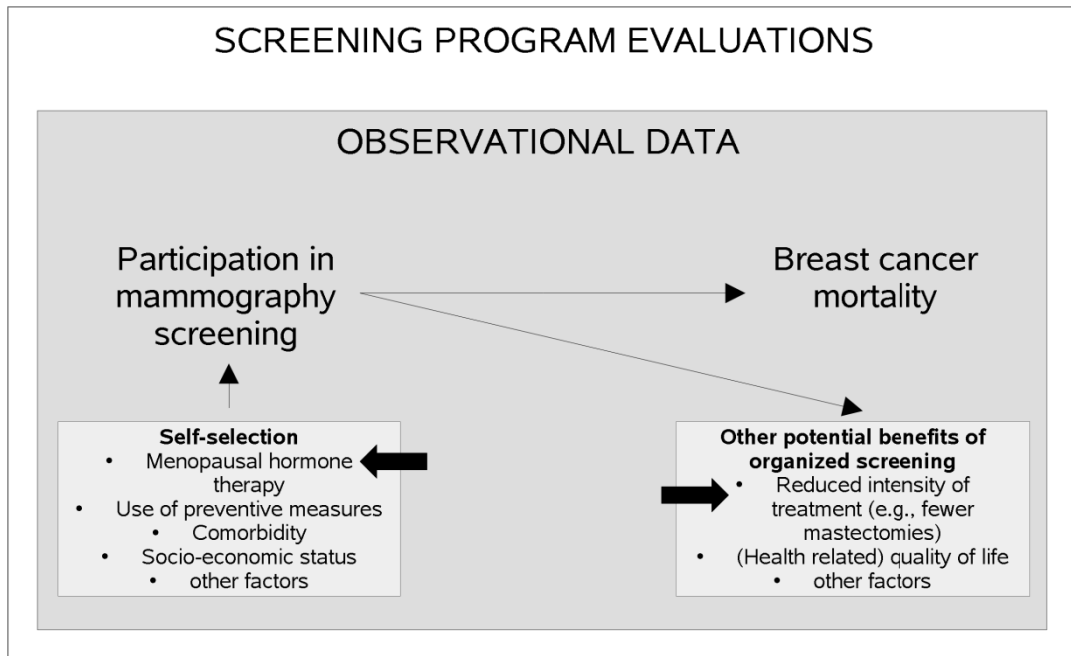 SCREENING PROGRAM EVALUATIONS
OBSERVATIONAL DATA
Participation in
mammography
screening
Breast cancer
mortality
Self-selection
• Menopausal hormone
therapy
• Use of preventive measures
• Comorbidity
• Socio-economic status
• other factors
Other potential benefits of
organized screening
• Reduced intensity of
treatment (e.g., fewer
mastectomies)
• (Health related) quality of life
• other factors